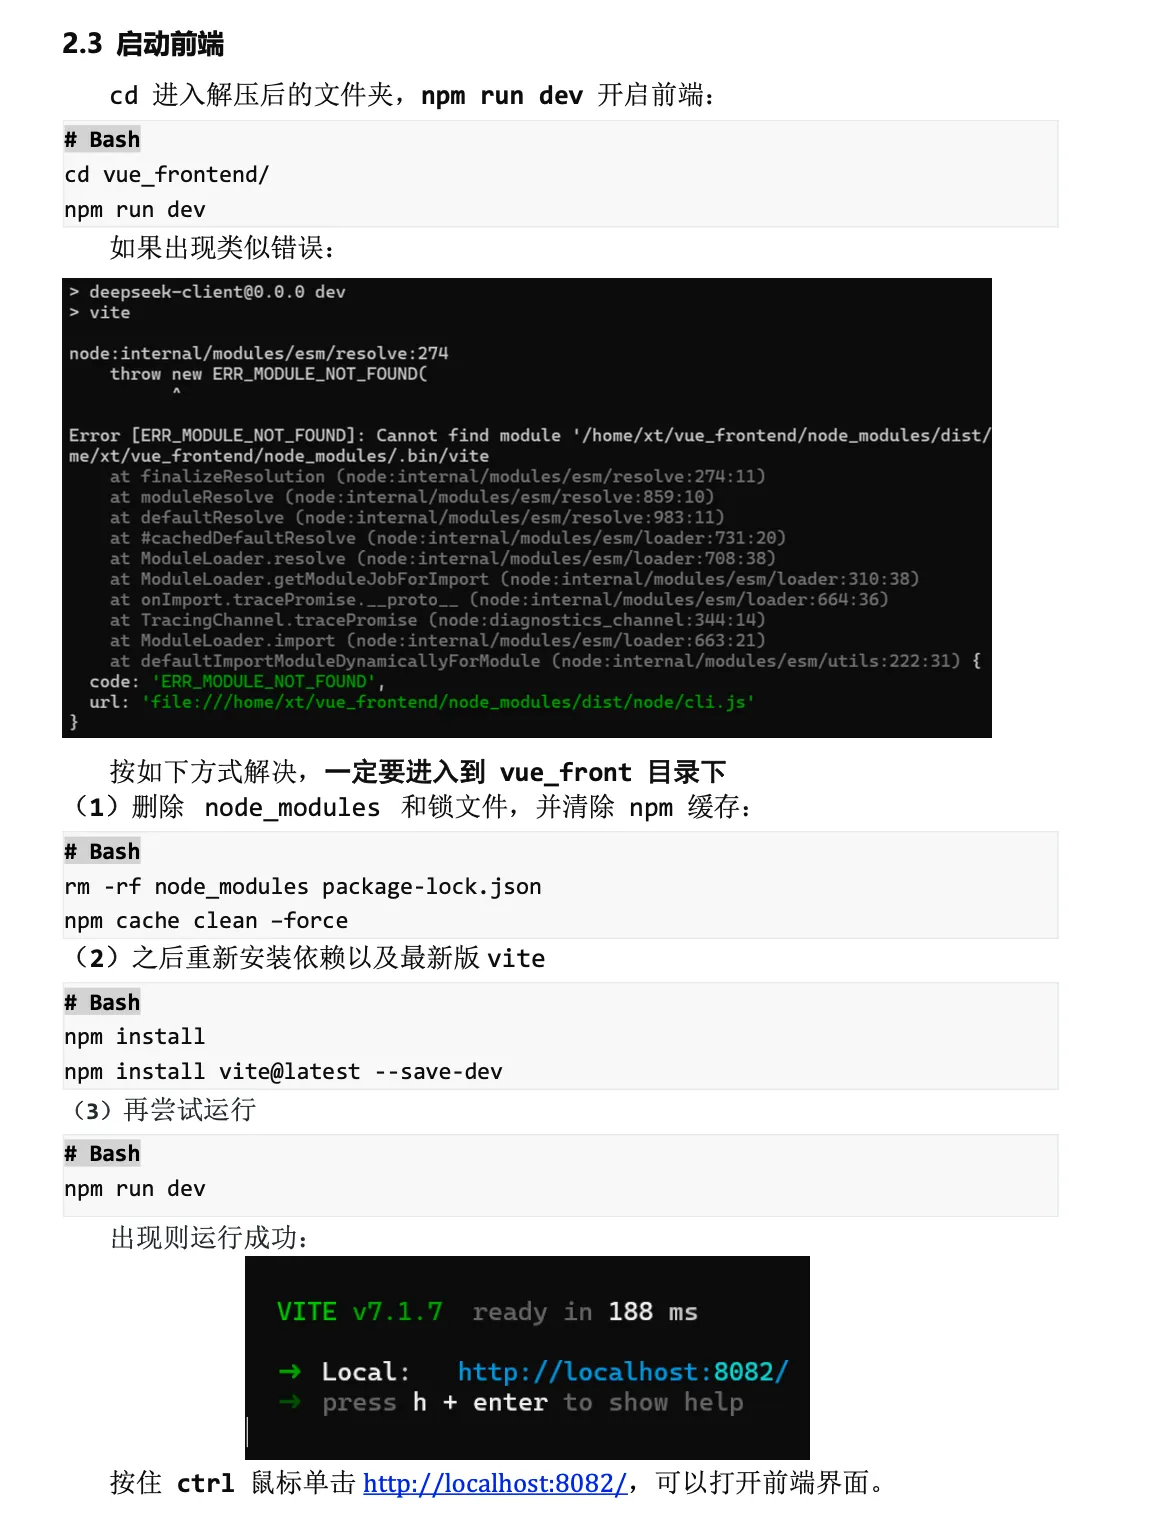 2.3 启动前端
cd 进入解压后的文件夹，npm run dev 开启前端：
# Bash
cd vue_frontend/
npm run dev
如果出现类似错误：
> deepseek-client@0.0.0 dev
> vite
node:internal/modules/esm/resolve:274
throw new ERR_MODULE_NOT_FOUND(
^
Error [ERR_MODULE_NOT_FOUND]: Cannot find module '/home/xt/vue_frontend/node_modules/dist/
me/xt/vue_frontend/node_modules/.bin/vite
at finalizeResolution (node:internal/modules/esm/resolve:274:11)
at moduleResolve (node:internal/modules/esm/resolve:859:10)
at defaultResolve (node:internal/modules/esm/resolve:983:11)
at #cachedDefaultResolve (node:internal/modules/esm/loader:731:20)
at ModuleLoader.resolve (node:internal/modules/esm/loader:708:38)
at ModuleLoader.getModuleJobForImport (node:internal/modules/esm/loader:310:38)
at onImport.tracePromise.__proto__ (node:internal/modules/esm/loader:664:36)
at TracingChannel.tracePromise (node:diagnostics_channel:344:14)
at ModuleLoader.import (node:internal/modules/esm/loader:663:21)
at defaultImportModuleDynamicallyForModule (node:internal/modules/esm/utils:222:31) {
code: 'ERR_MODULE_NOT_FOUND',
url: 'file:///home/xt/vue_frontend/node_modules/dist/node/cli.js'
}
按如下方式解决，一定要进入到 vue_front 目录下
（1）删除 node_modules 和锁文件，并清除 npm 缓存：
# Bash
rm -rf node_modules package-lock.json
npm cache clean –force
（2）之后重新安装依赖以及最新版 vite
# Bash
npm install
npm install vite@latest --save-dev
（3）再尝试运行
# Bash
npm run dev
出现则运行成功：
VITE v7.1.7 ready in 188 ms
➜ Local: http://localhost:8082/
➜ press h + enter to show help
按住 ctrl 鼠标单击 http://localhost:8082/，可以打开前端界面。